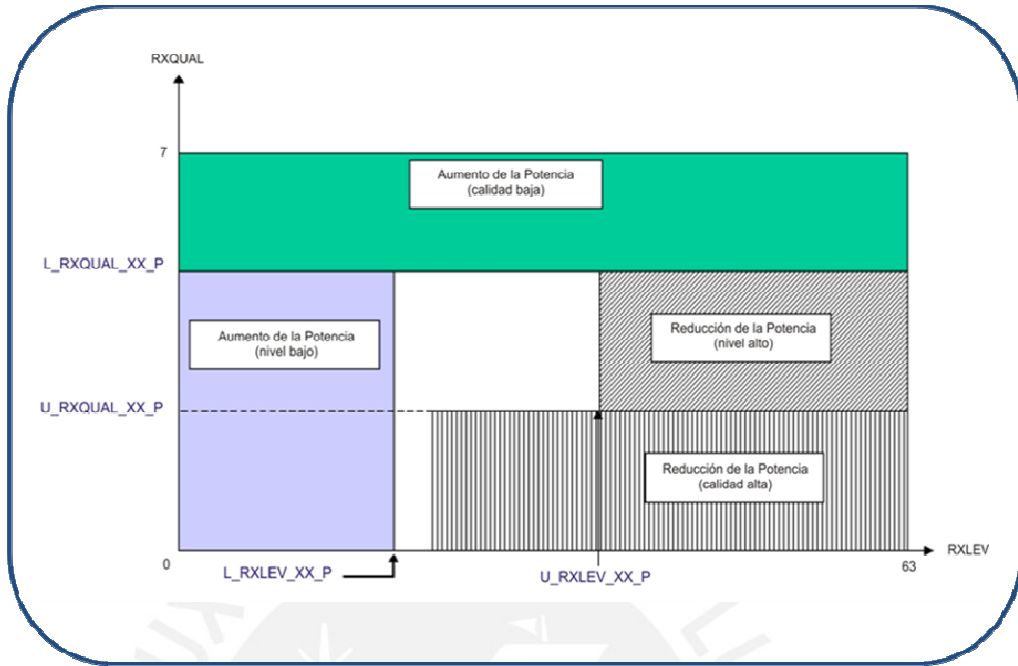 RXQUAL
7
Aumento de la Potencia
(calidad baja)
L_RXQUAL_XX_P
Aumento de la Potencia
(nivel bajo)
Reducción de la Potencia
(nivel alto)
U_RXQUAL_XX_P
Reducción de la Potencia
(calidad alta)
RXLEV
0
L_RXLEV_XX_P
U_RXLEV_XX_P
63